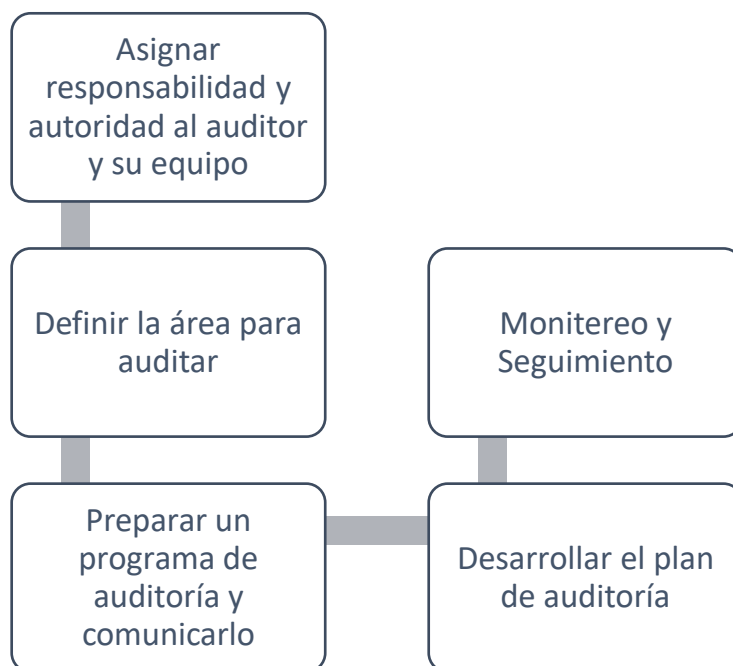 Asignar
responsabilidad y
autoridad al auditor
y su equipo
Definir la área para
auditar
Preparar un
programa de
auditoría y
comunicarlo
Desarrollar el plan
de auditoría
Monitereo y
Seguimiento